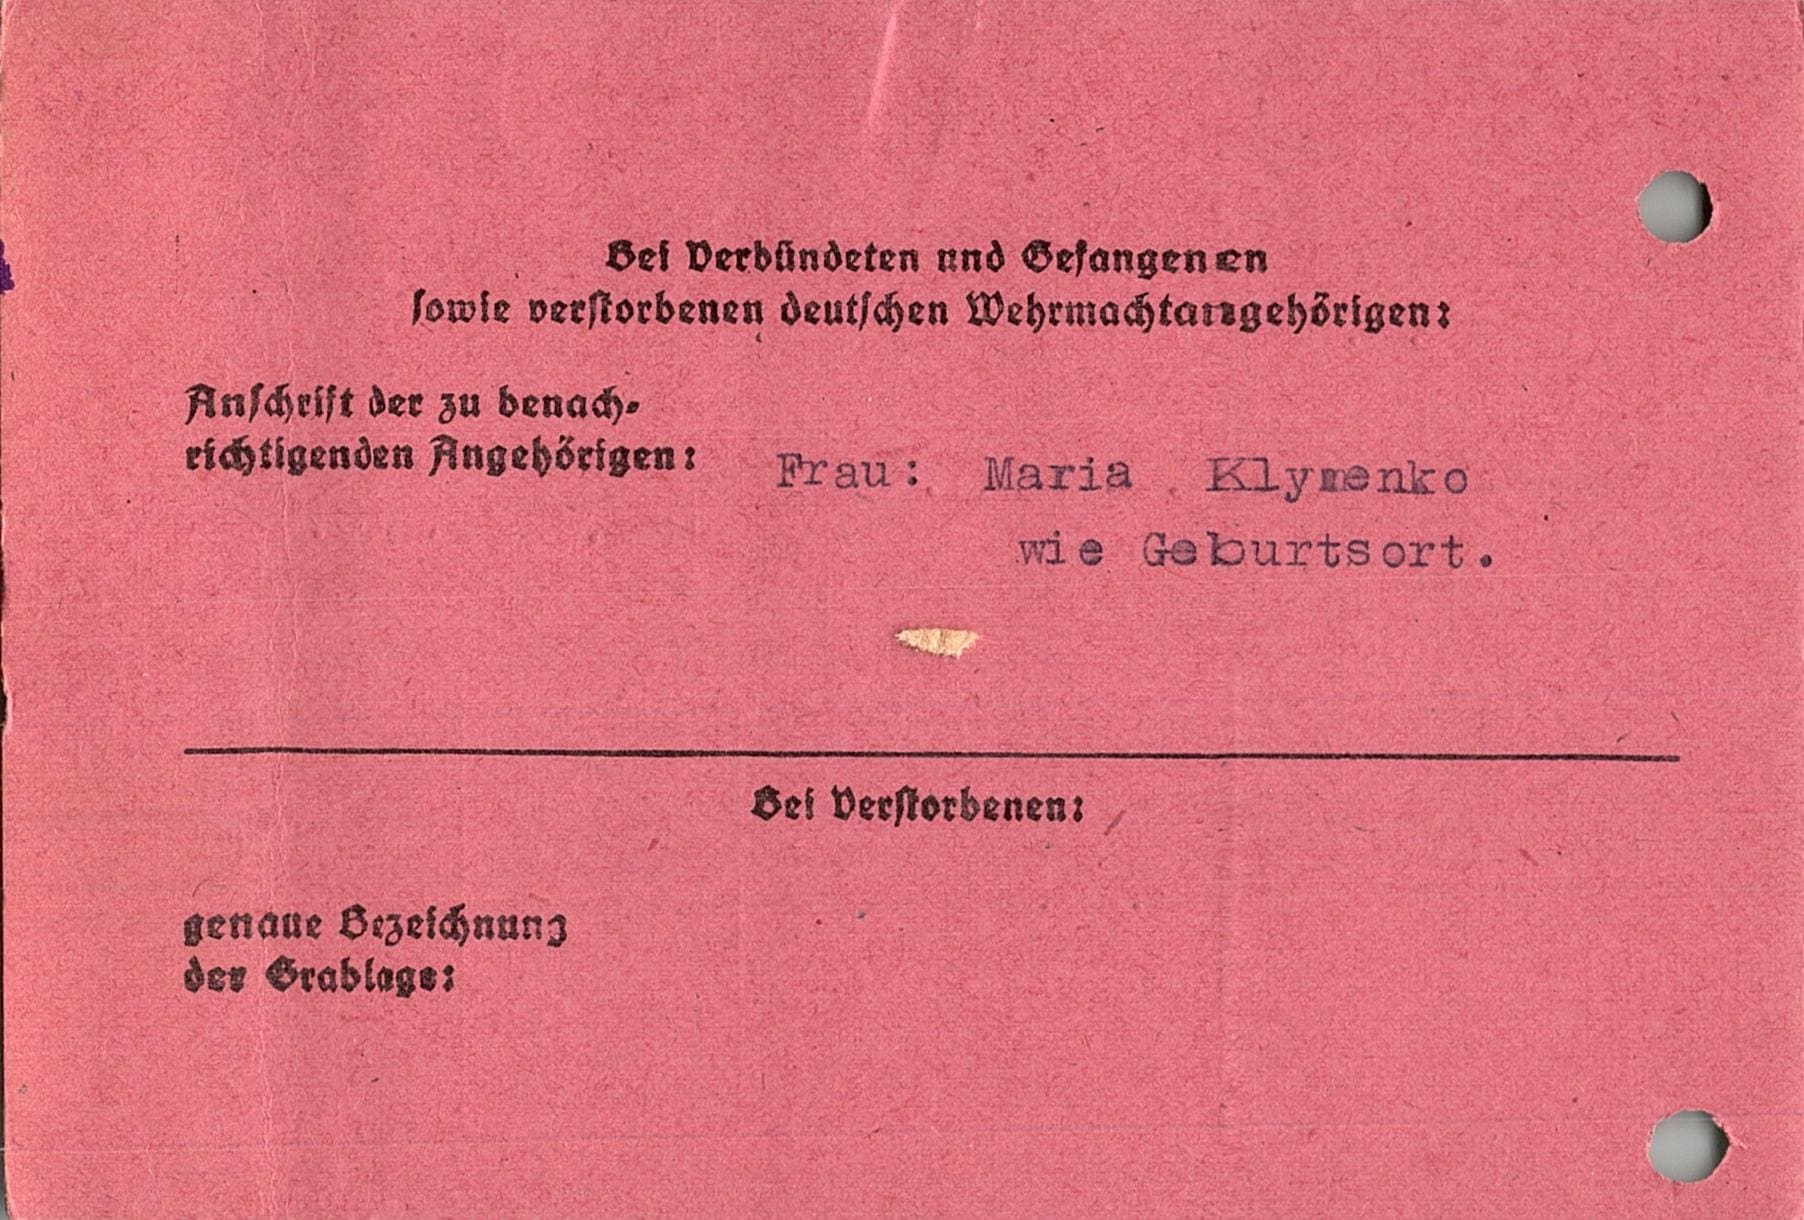 Bei Verbündeten und Gefangenen
sowie verstorbenen deutschen Wehrmachtangehörigen:
Anschrift der zu benach-
richtigenden Angehörigen:
Frau: Maria Klymenko
wie Geburtsort.
Bei Verstorbenen:
genaue Bezeichnung
der Grablage: